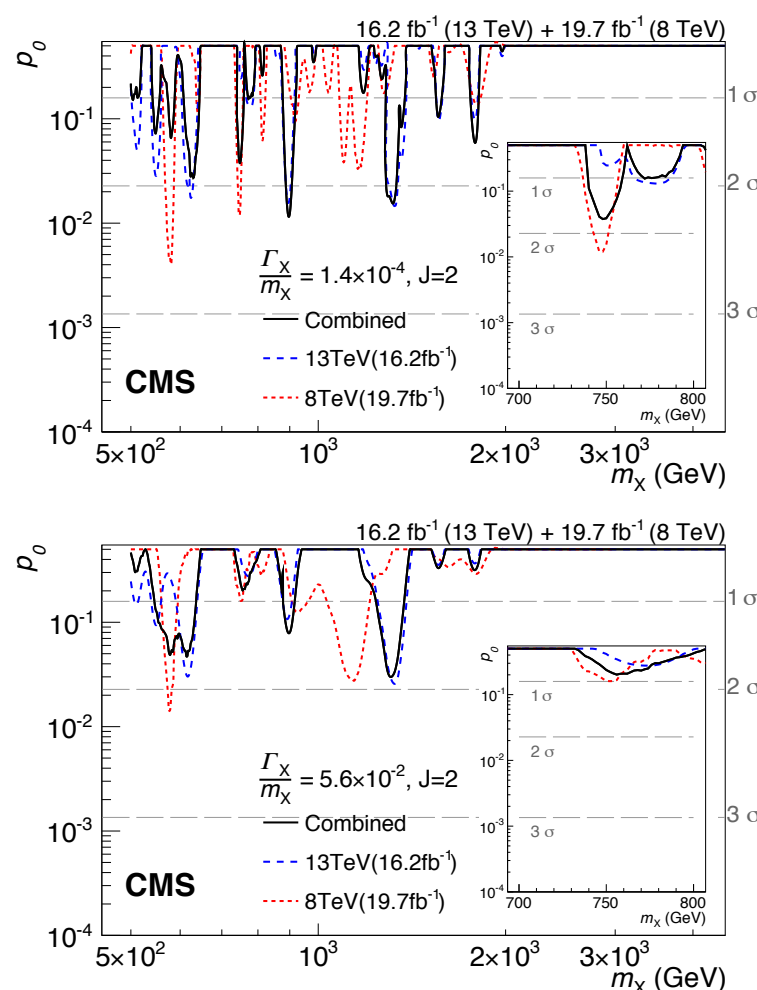 16.2 fb⁻¹ (13 TeV) + 19.7 fb⁻¹ (8 TeV)
p₀
10⁻¹
10⁻²
10⁻³
10⁻⁴
1 σ
2 σ
3 σ
Γ_X/m_X = 1.4×10⁻⁴, J=2
Combined
13TeV(16.2fb⁻¹)
8TeV(19.7fb⁻¹)
CMS
p₀
10⁻¹
10⁻²
10⁻³
10⁻⁴
1 σ
2 σ
3 σ
700 750 800
m_X (GeV)
5×10² 10³ 2×10³ 3×10³
m_X (GeV)
16.2 fb⁻¹ (13 TeV) + 19.7 fb⁻¹ (8 TeV)
p₀
10⁻¹
10⁻²
10⁻³
10⁻⁴
1 σ
2 σ
3 σ
Γ_X/m_X = 5.6×10⁻², J=2
Combined
13TeV(16.2fb⁻¹)
8TeV(19.7fb⁻¹)
CMS
p₀
10⁻¹
10⁻²
10⁻³
10⁻⁴
1 σ
2 σ
3 σ
700 750 800
m_X (GeV)
5×10² 10³ 2×10³ 3×10³
m_X (GeV)